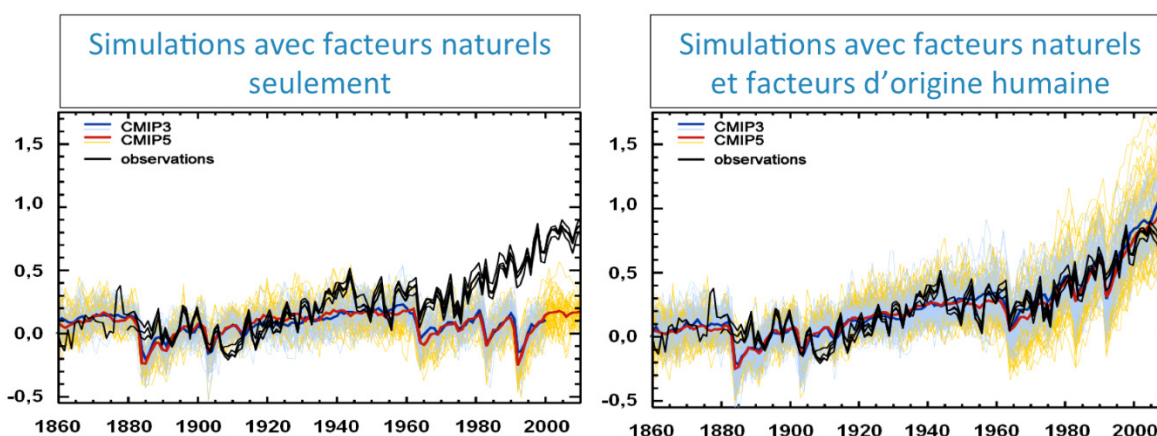 Simulations avec facteurs naturels
seulement
Simulations avec facteurs naturels
et facteurs d'origine humaine
CMIP3
CMIP5
observations
1,5
1,0
0,5
0,0
-0,5
1860 1880 1900 1920 1940 1960 1980 2000
CMIP3
CMIP5
observations
1,5
1,0
0,5
0.0
-0,5
1860 1880 1900 1920 1940 1960 1980